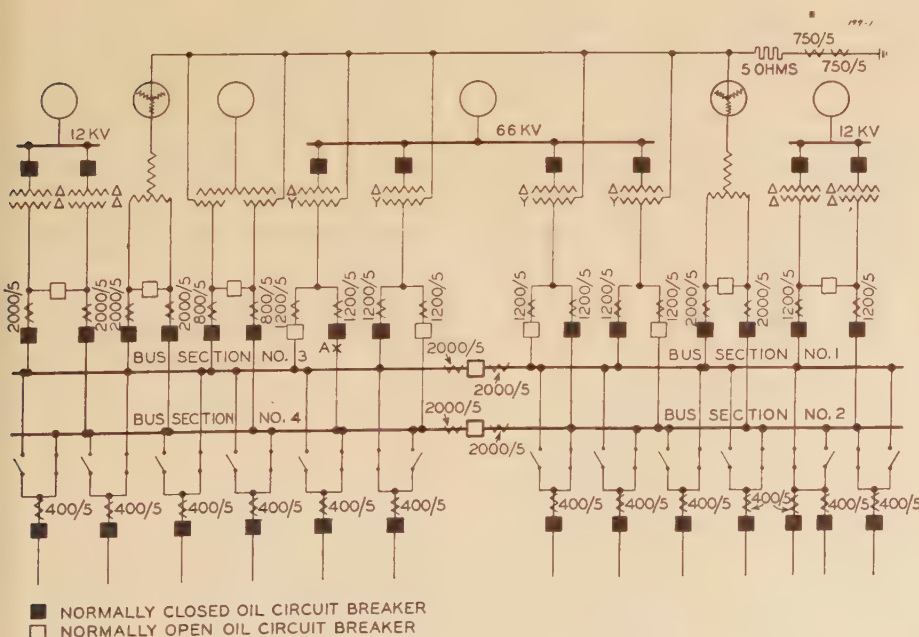 199-1
750/5
5 OHMS
750/5
12 KV
66 KV
12 KV
Δ Δ Δ Y Δ Y Δ Y Δ Y Δ Δ
Δ Δ Δ Δ
2000/5 2000/5 2000/5 2000/5 800/5 800/5 1200/5 1200/5 1200/5 1200/5 1200/5 1200/5 1200/5 1200/5 2000/5 2000/5 1200/5 1200/5
AX
BUS SECTION NO. 3
2000/5
2000/5
BUS SECTION NO. 1
BUS SECTION NO. 4
2000/5
2000/5
BUS SECTION NO. 2
400/5 400/5 400/5 400/5 400/5 400/5 400/5 400/5 400/5 400/5 400/5 400/5
NORMALLY CLOSED OIL CIRCUIT BREAKER
NORMALLY OPEN OIL CIRCUIT BREAKER